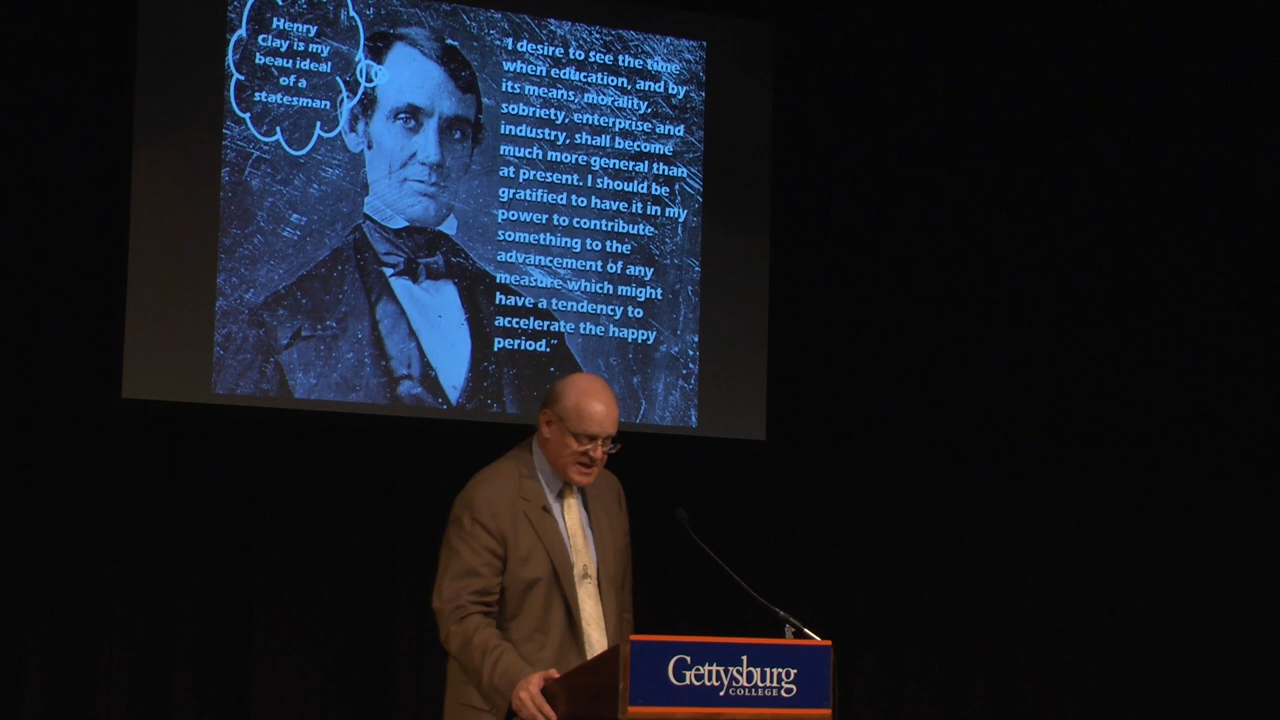 Henry
Clay is my
beau ideal
of a
statesman
"I desire to see the time
when education, and by
its means, morality,
sobriety, enterprise and
industry, shall become
much more general than
at present. I should be
gratified to have it in my
power to contribute
something to the
advancement of any
measure which might
have a tendency to
accelerate the happy
period."
Gettysburg
COLLEGE